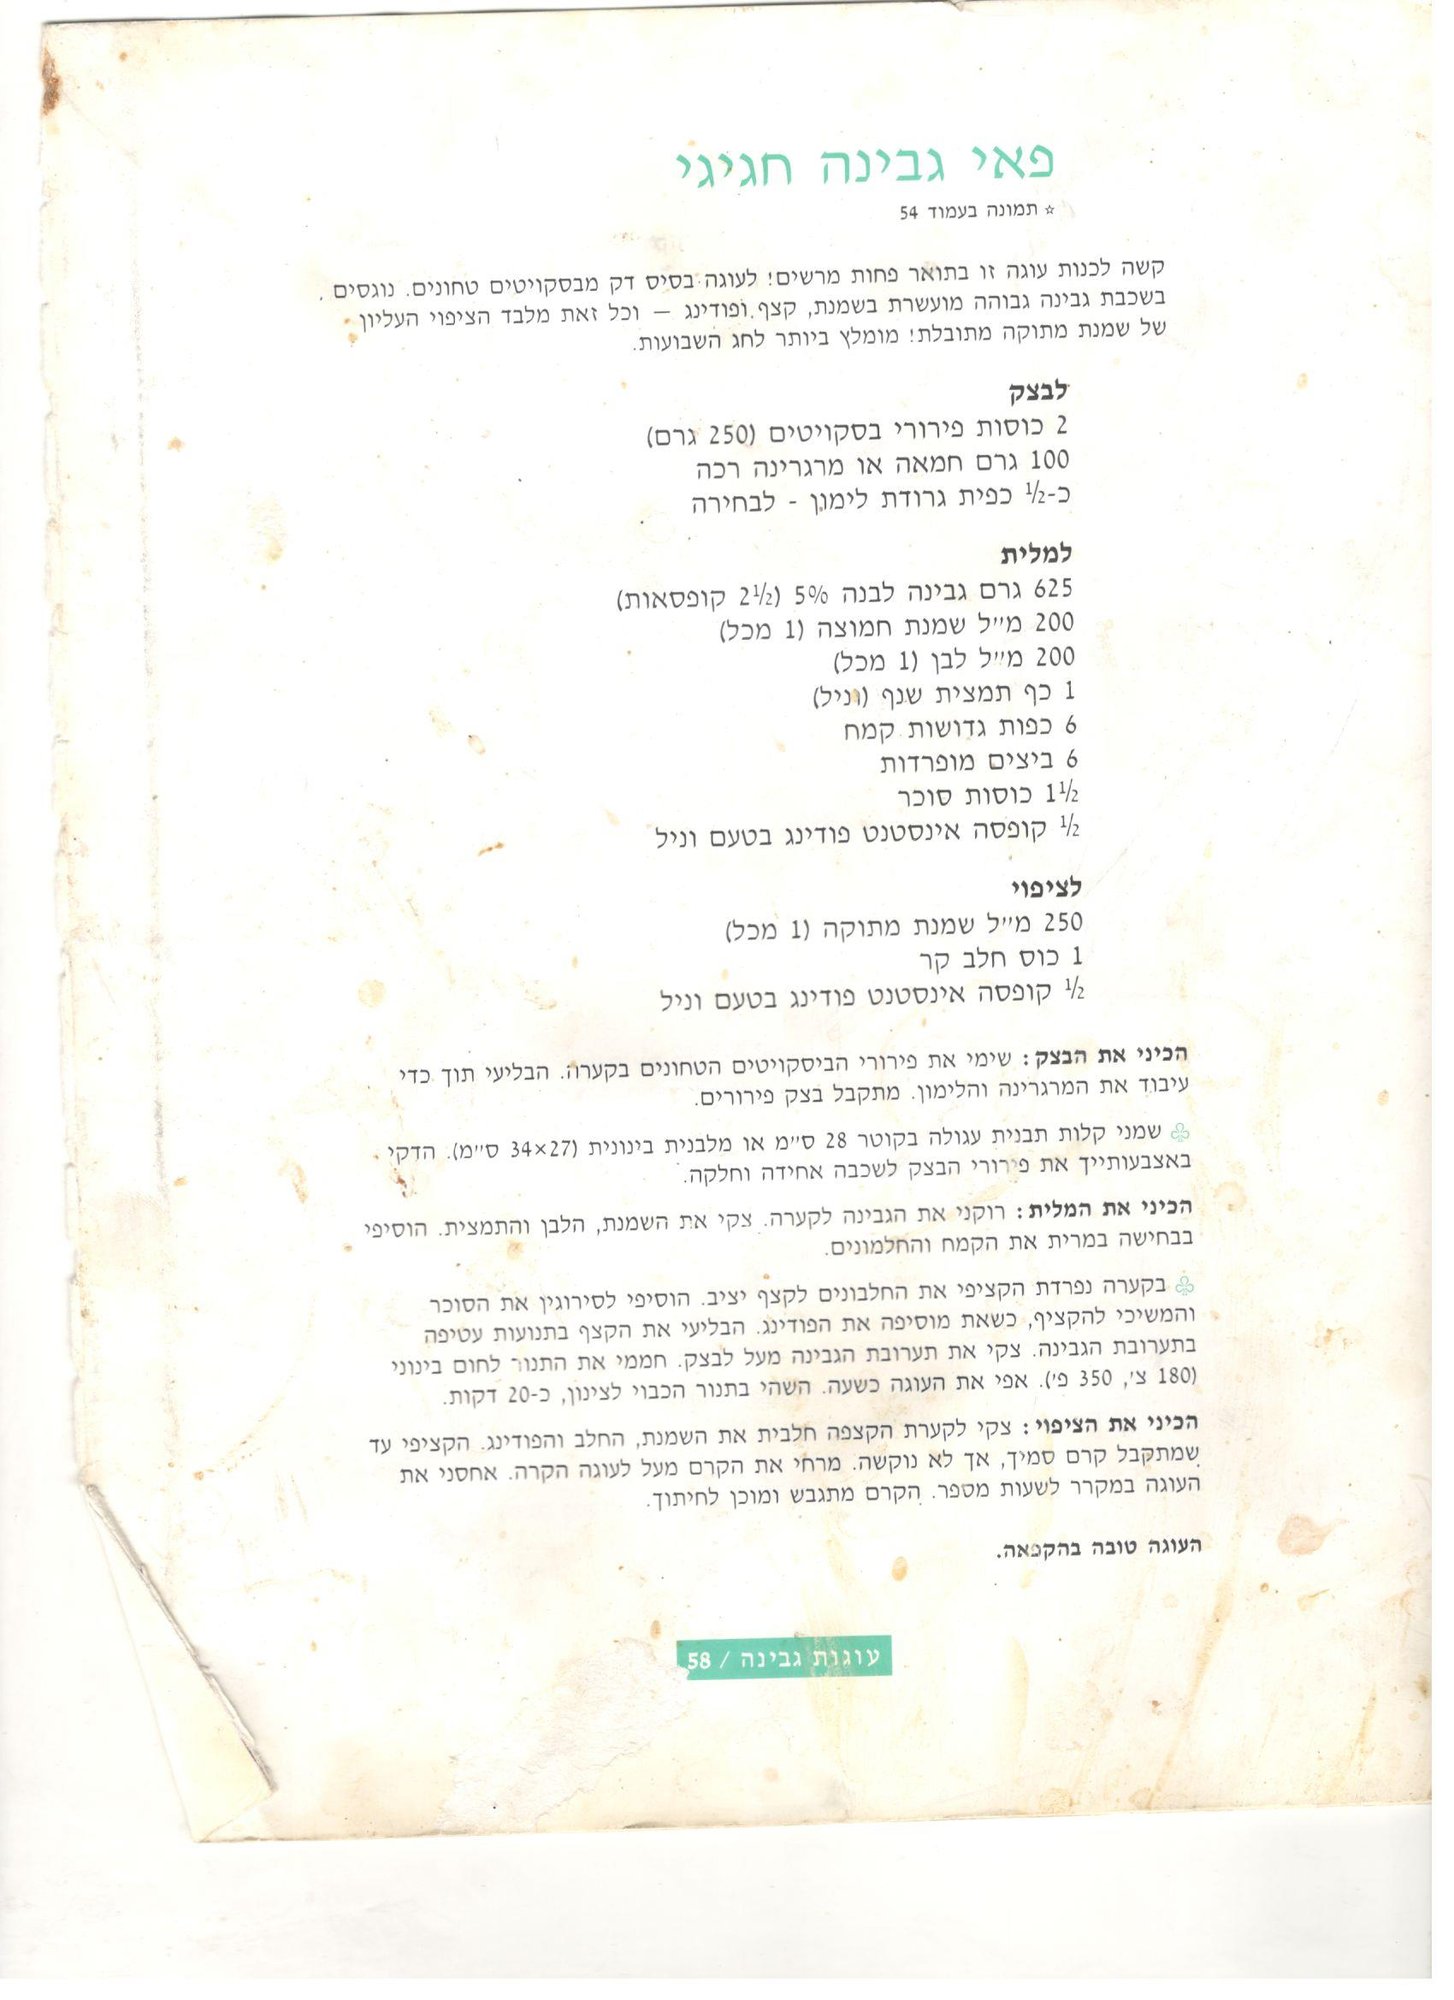 פאי גבינה חגיגי
☆ תמונה בעמוד 54
קשה לכנות עוגה זו בתואר פחות מרשים! לעוגה בסיס דק מבסקויטים טחונים. נוגסים
בשכבת גבינה גבוהה מועשרת בשמנת, קצף ופודינג — וכל זאת מלבד הציפוי העליון
של שמנת מתוקה מתובלת! מומלץ ביותר לחג השבועות.
לבצק
2 כוסות פירורי בסקויטים (250 גרם)
100 גרם חמאה או מרגרינה רכה
כ-½ כפית גרודת לימון - לבחירה
למלית
625 גרם גבינה לבנה 5% (2½ קופסאות)
200 מ״ל שמנת חמוצה (1 מכל)
200 מ״ל לבן (1 מכל)
1 כף תמצית שנף (וניל)
6 כפות גדושות קמח
6 ביצים מופרדות
1½ כוסות סוכר
½ קופסה אינסטנט פודינג בטעם וניל
לציפוי
250 מ״ל שמנת מתוקה (1 מכל)
1 כוס חלב קר
½ קופסה אינסטנט פודינג בטעם וניל
הכיני את הבצק: שימי את פירורי הביסקויטים הטחונים בקערה. הבליעי תוך כדי
עיבוד את המרגרינה והלימון. מתקבל בצק פירורים.
♧ שמני קלות תבנית עגולה בקוטר 28 ס״מ או מלבנית בינונית (27×34 ס״מ). הדקי
באצבעותייך את פירורי הבצק לשכבה אחידה וחלקה.
הכיני את המלית: רוקני את הגבינה לקערה. צקי את השמנת, הלבן והתמצית. הוסיפי
בבחישה במרית את הקמח והחלמונים.
♧ בקערה נפרדת הקציפי את החלבונים לקצף יציב. הוסיפי לסירוגין את הסוכר
והמשיכי להקציף, כשאת מוסיפה את הפודינג. הבליעי את הקצף בתנועות עטיפה
בתערובת הגבינה. צקי את תערובת הגבינה מעל לבצק. חממי את התנור לחום בינוני
(180 צ׳, 350 פ׳). אפי את העוגה כשעה. השהי בתנור הכבוי לצינון, כ-20 דקות.
הכיני את הציפוי: צקי לקערת הקצפה חלבית את השמנת, החלב והפודינג. הקציפי עד
שמתקבל קרם סמיך, אך לא נוקשה. מרחי את הקרם מעל לעוגה הקרה. אחסני את
העוגה במקרר לשעות מספר. הקרם מתגבש ומוכן לחיתוך.
העוגה טובה בהקפאה.
עוגות גבינה / 58